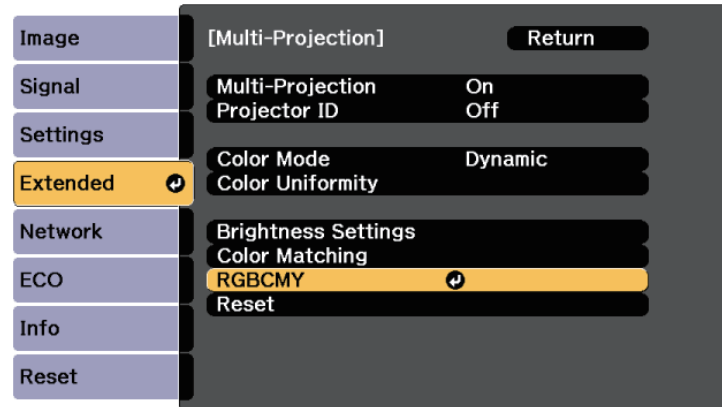 Image
Signal
Settings
Extended
Network
ECO
Info
Reset
[Multi-Projection] Return
Multi-Projection On
Projector ID Off
Color Mode Dynamic
Color Uniformity
Brightness Settings
Color Matching
RGBCMY
Reset